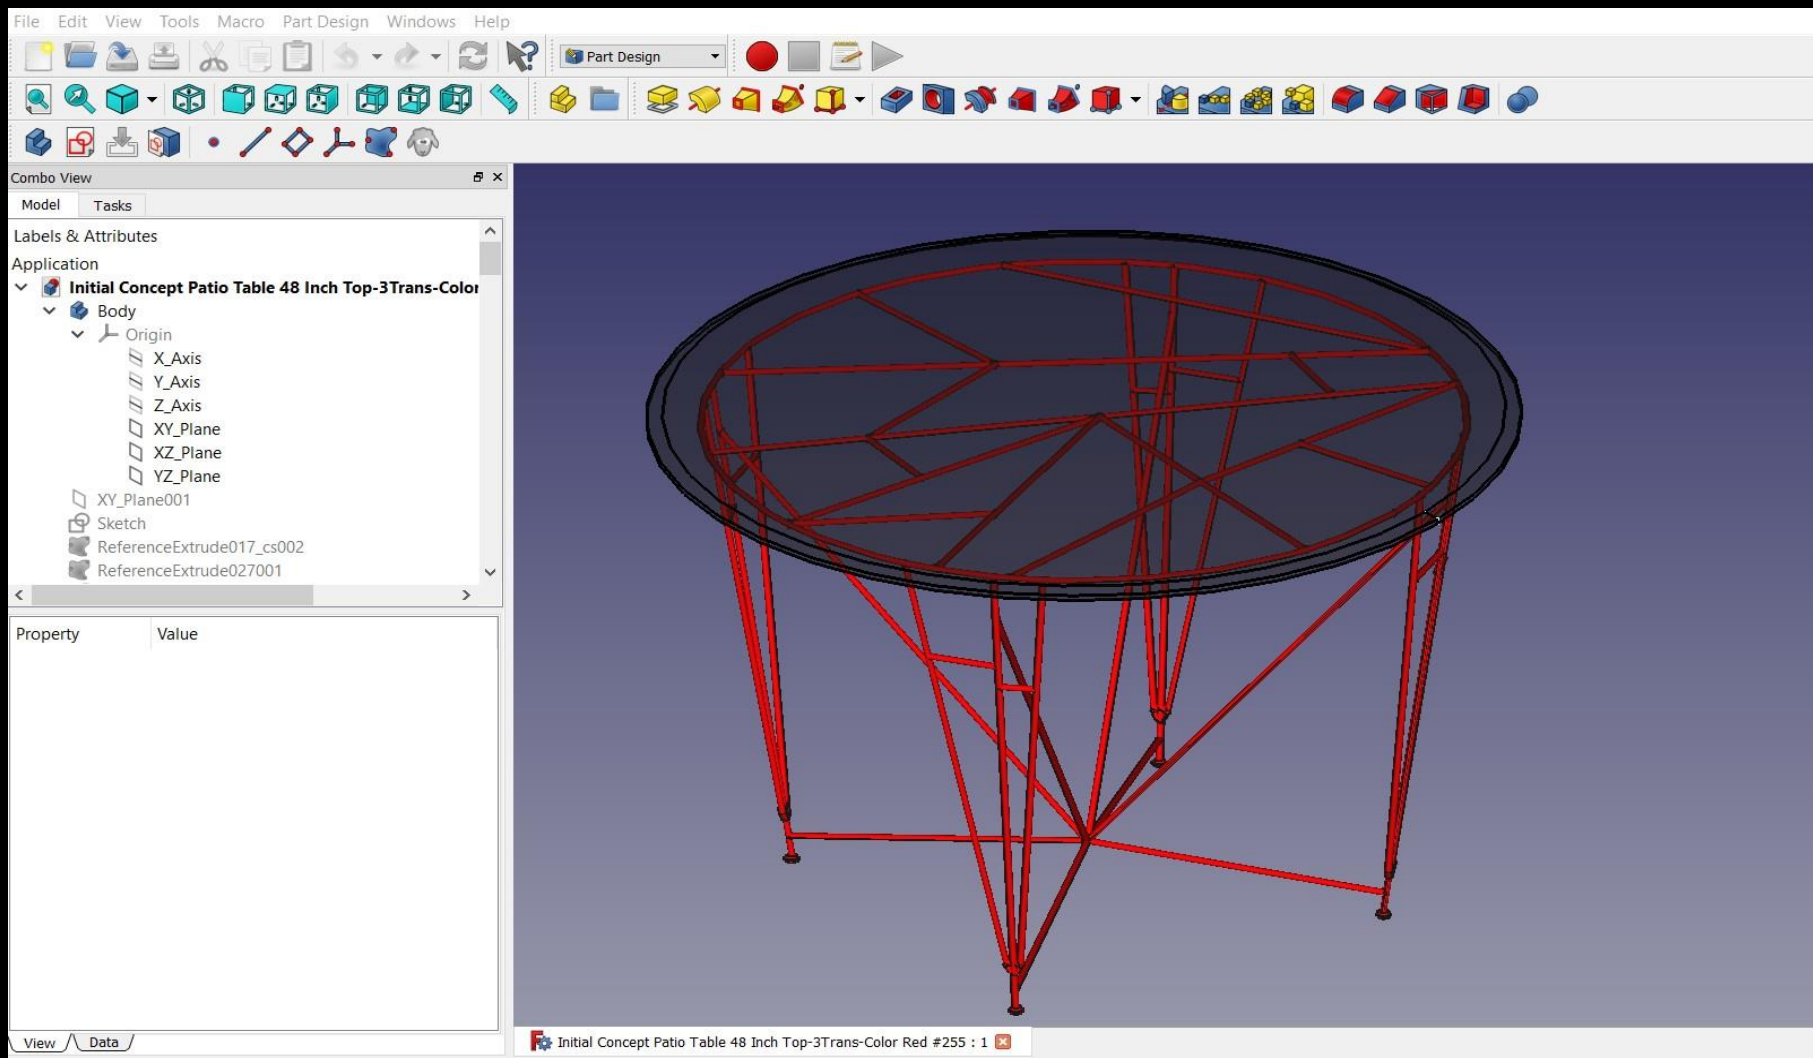 File Edit View Tools Macro Part Design Windows Help
Part Design
Combo View
Model Tasks
Labels & Attributes
Application
Initial Concept Patio Table 48 Inch Top-3Trans-Color
Body
Origin
X_Axis
Y_Axis
Z_Axis
XY_Plane
XZ_Plane
YZ_Plane
XY_Plane001
Sketch
ReferenceExtrude017_cs002
ReferenceExtrude027001
Property Value
View Data
Initial Concept Patio Table 48 Inch Top-3Trans-Color Red #255 : 1